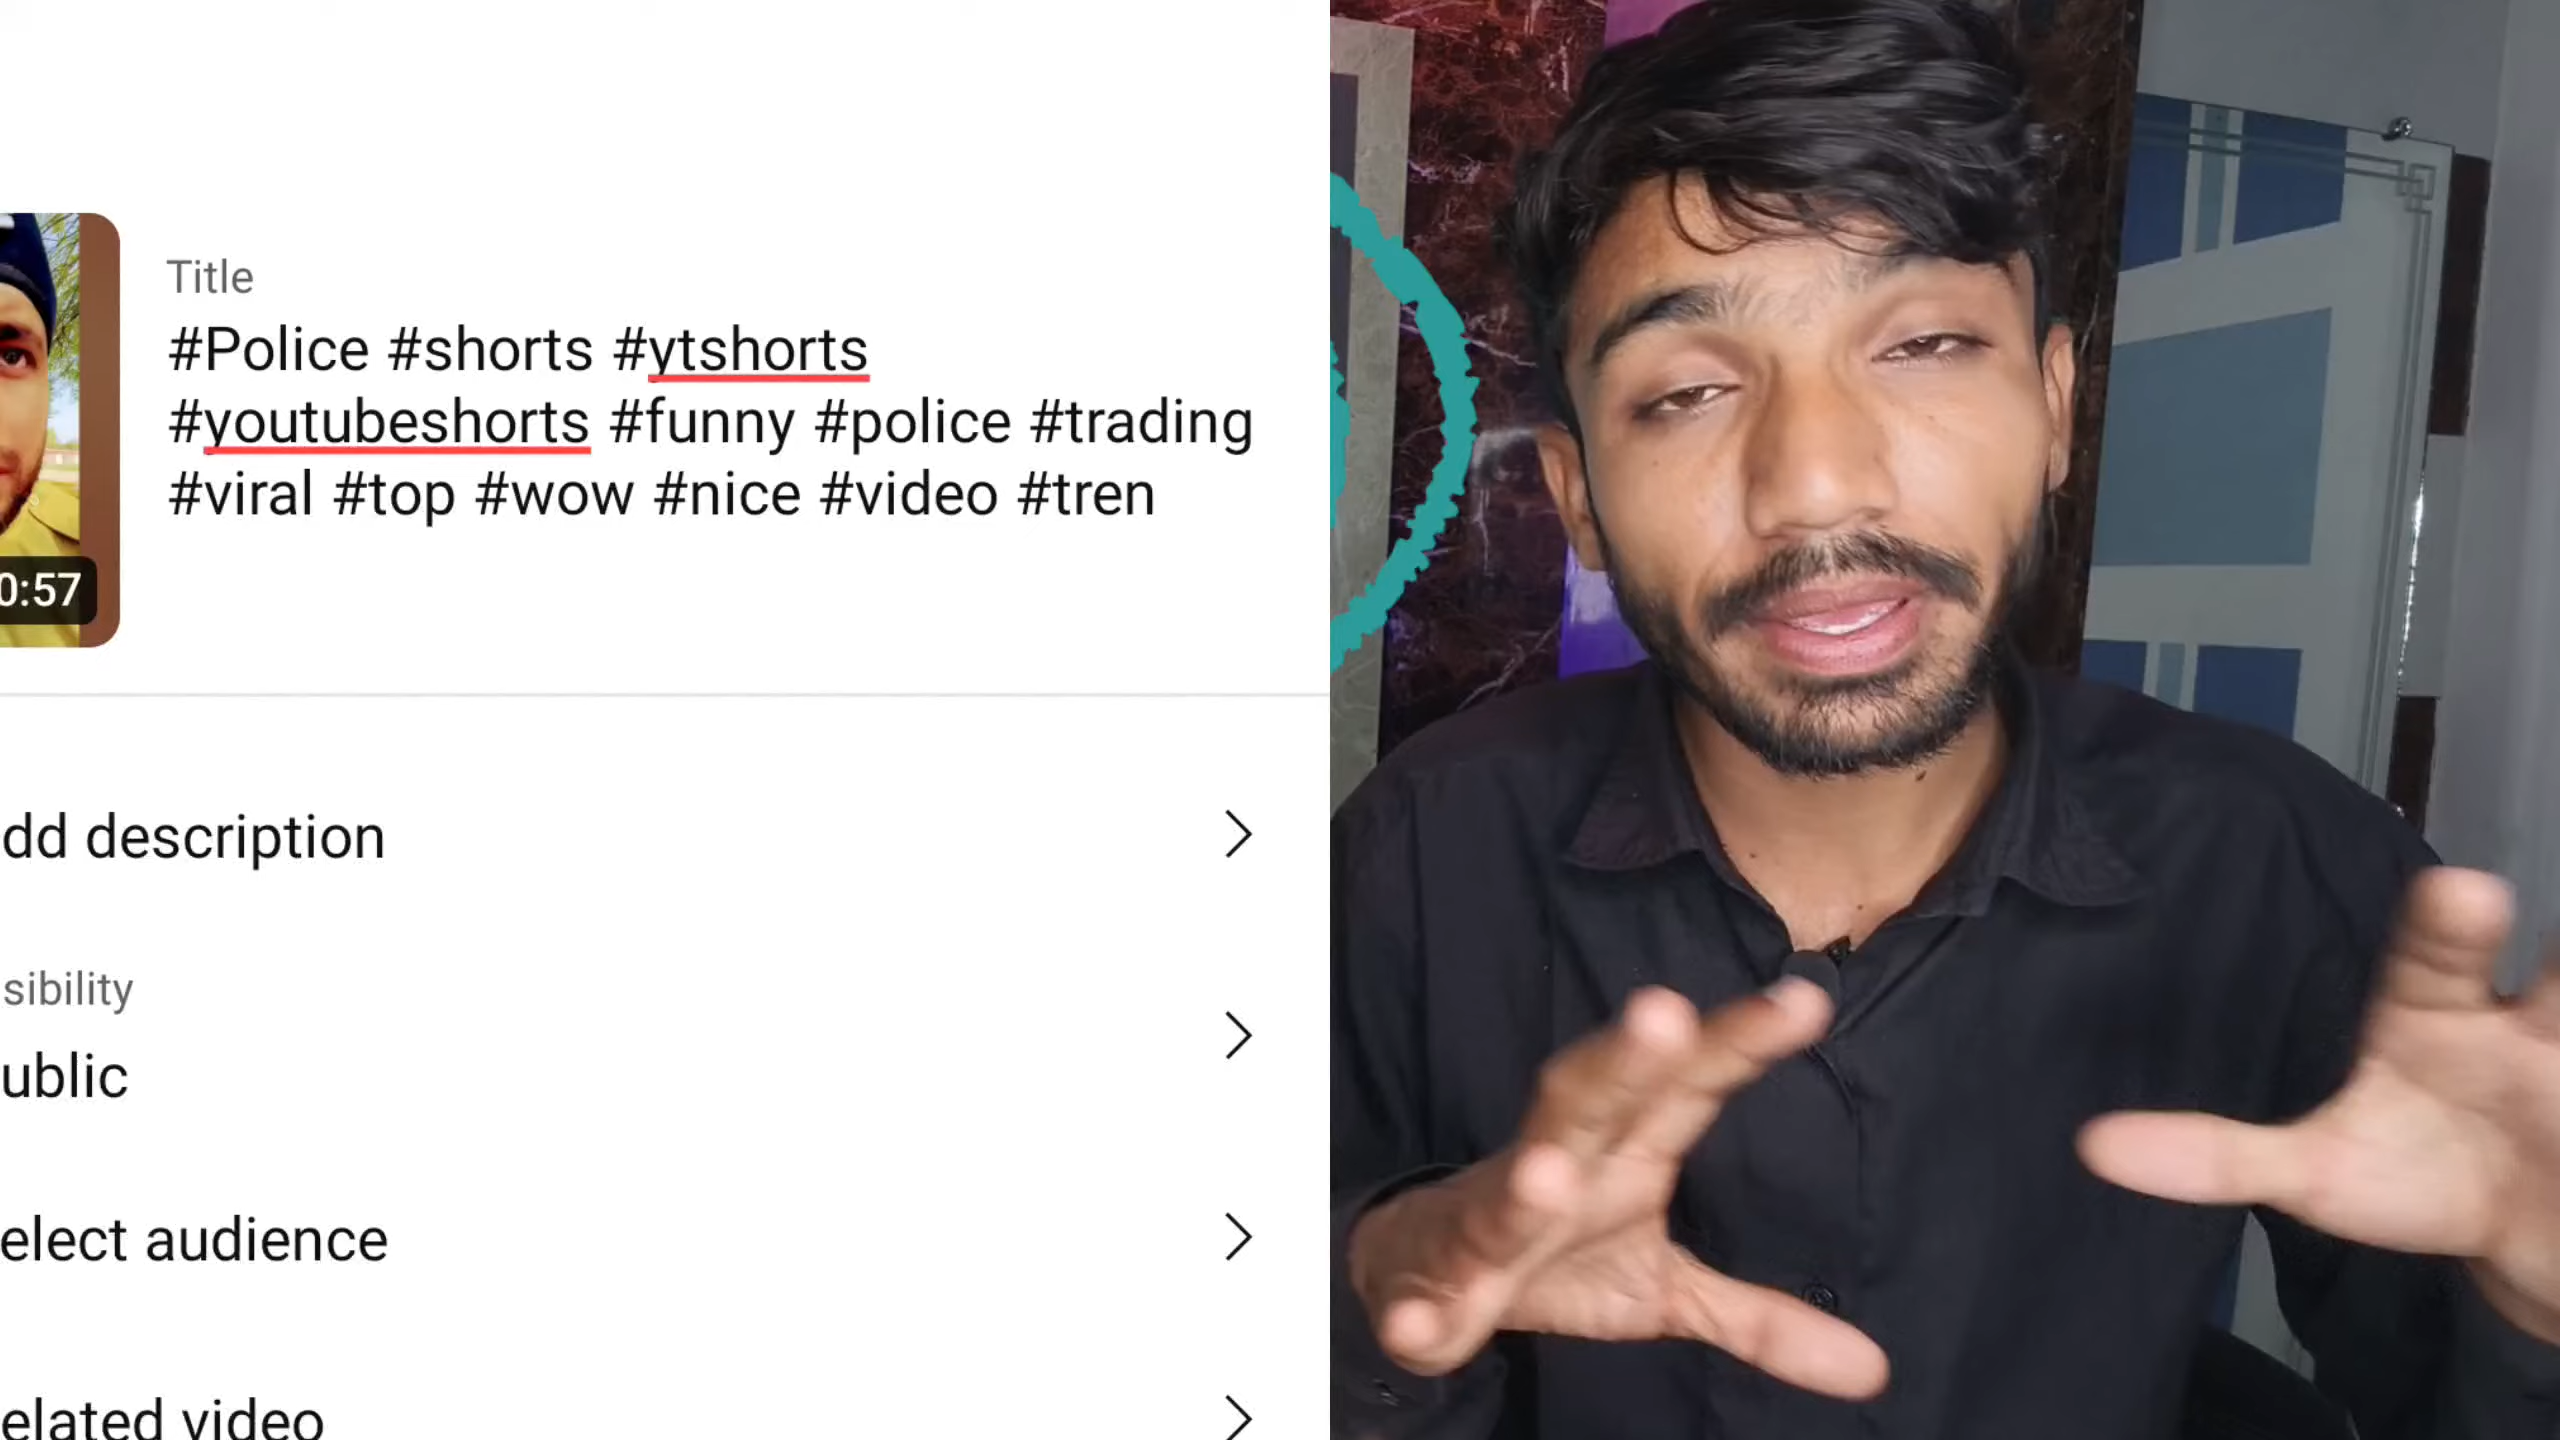 Title
#Police #shorts #ytshorts
#youtubeshorts #funny #police #trading
#viral #top #wow #nice #video #tren
0:57
dd description
sibility
ublic
elect audience
elated video